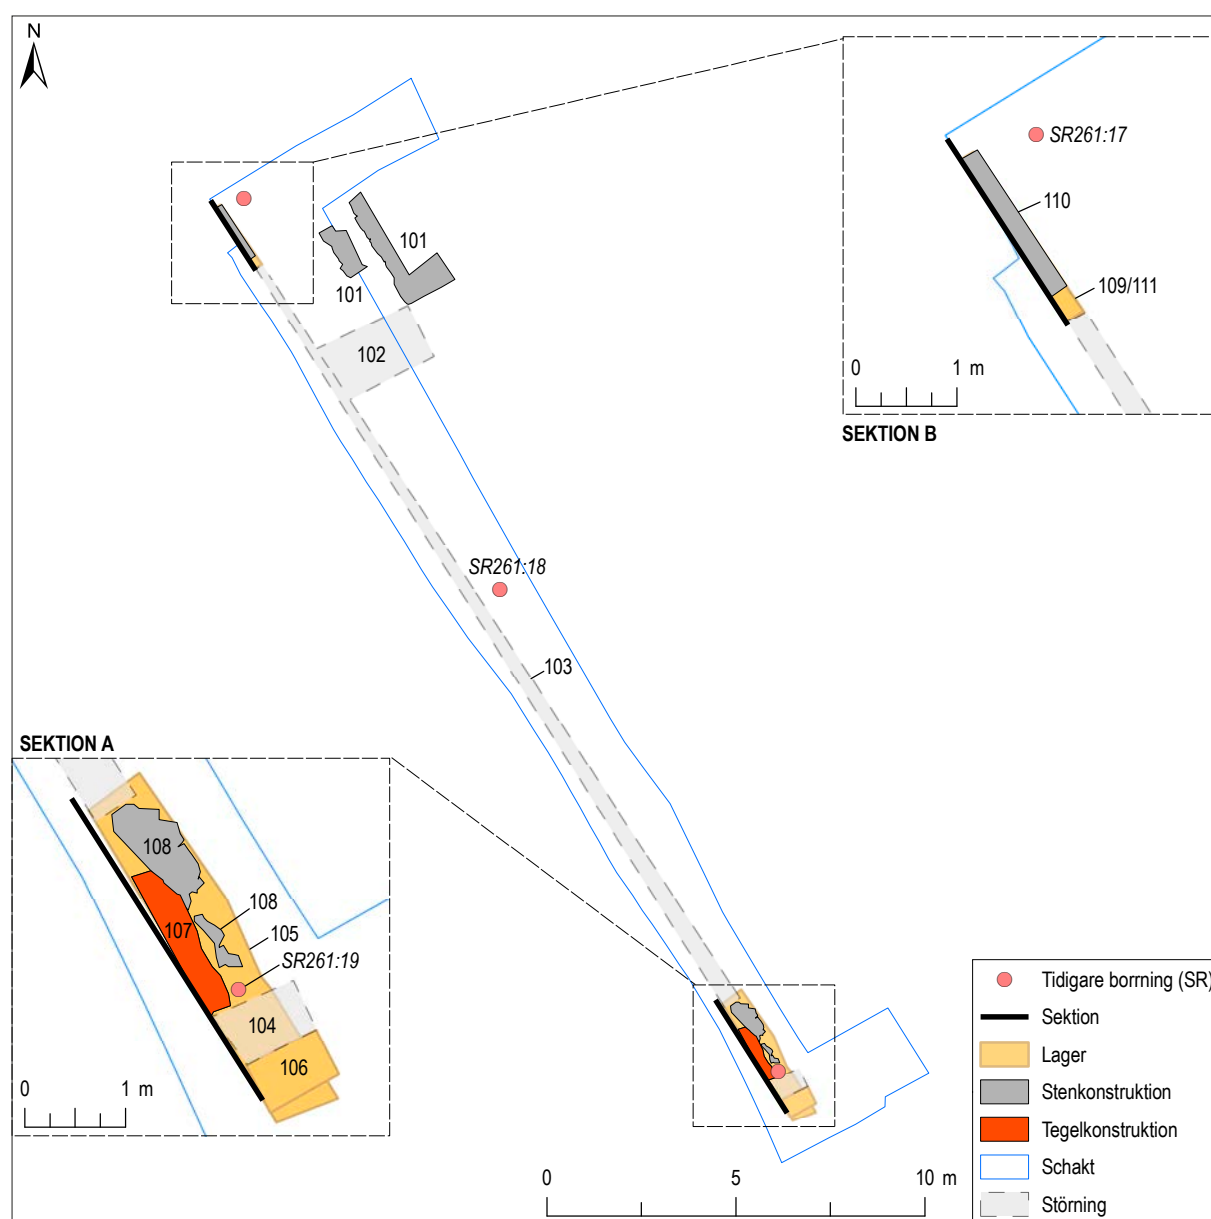 N
SR261:17
110
109/111
0 1 m
SEKTION B
101
101
102
SR261:18
103
SEKTION A
108
108
107
105
SR261:19
104
106
0 1 m
0 5 10 m
Tidigare borrning (SR)
Sektion
Lager
Stenkonstruktion
Tegelkonstruktion
Schakt
Störning